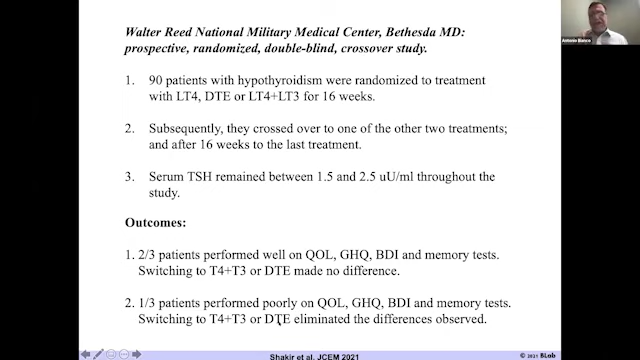 Walter Reed National Military Medical Center, Bethesda MD:
prospective, randomized, double-blind, crossover study.
1. 90 patients with hypothyroidism were randomized to treatment
with LT4, DTE or LT4+LT3 for 16 weeks.
2. Subsequently, they crossed over to one of the other two treatments;
and after 16 weeks to the last treatment.
3. Serum TSH remained between 1.5 and 2.5 uU/ml throughout the
study.
Outcomes:
1. 2/3 patients performed well on QOL, GHQ, BDI and memory tests.
Switching to T4+T3 or DTE made no difference.
2. 1/3 patients performed poorly on QOL, GHQ, BDI and memory tests.
Switching to T4+T3 or DTE eliminated the differences observed.
Shakir et al. JCEM 2021
© 2021 BLab
Antonio Bianco